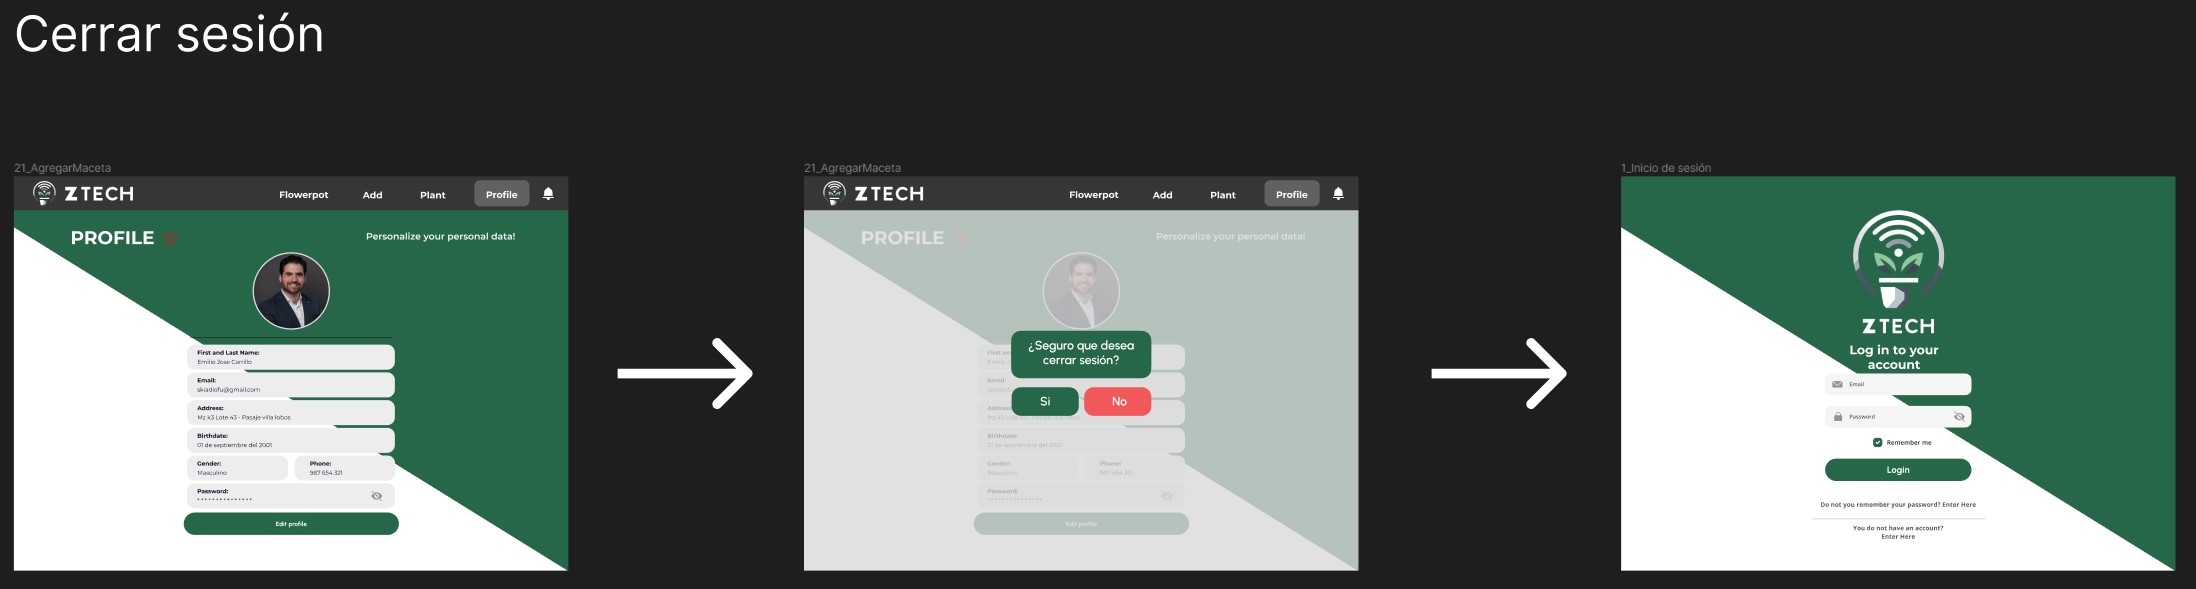 Cerrar sesión
21_AgregarMaceta
ZTECH
Flowerpot
Add
Plant
Profile
PROFILE
Personalize your personal data!
First and Last Name:
Emilio Jose Carrillo
Email:
skiadiofu@gmail.com
Address:
Mz k3 Lote 43 - Pasaje villa lobos
Birthdate:
01 de septiembre del 2001
Gender:
Masculino
Phone:
987 654 321
Password:
Edit profile
21_AgregarMaceta
ZTECH
Flowerpot
Add
Plant
Profile
PROFILE
Personalize your personal data!
¿Seguro que desea
cerrar sesión?
Si
No
First an
Email:
Address:
Birthdate:
01 de septiembre del 2001
Gender:
Masculino
Phone:
987 654 321
Password:
Edit profile
1_Inicio de sesión
ZTECH
Log in to your
account
Email
Password
Remember me
Login
Do not you remember your password? Enter Here
You do not have an account?
Enter Here